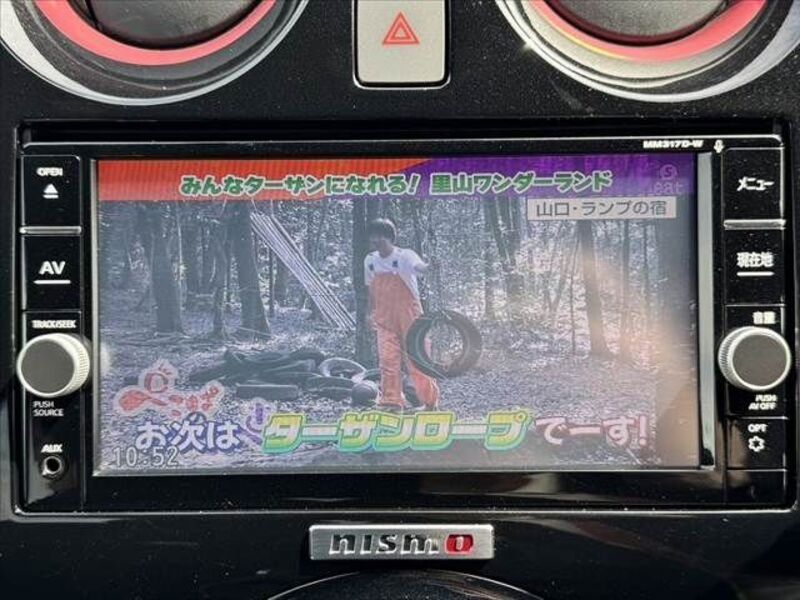 MM317D-W
OPEN
AV
TRACK/SEEK
PUSH
SOURCE
AUX
みんなターザンになれる! 里山ワンダーランド
S
eat
山口・ランプの宿
お次は ターザンロープ でーす!
10:52
メニュー
現在地
音量
PUSH
AV OFF
OPT
nismo